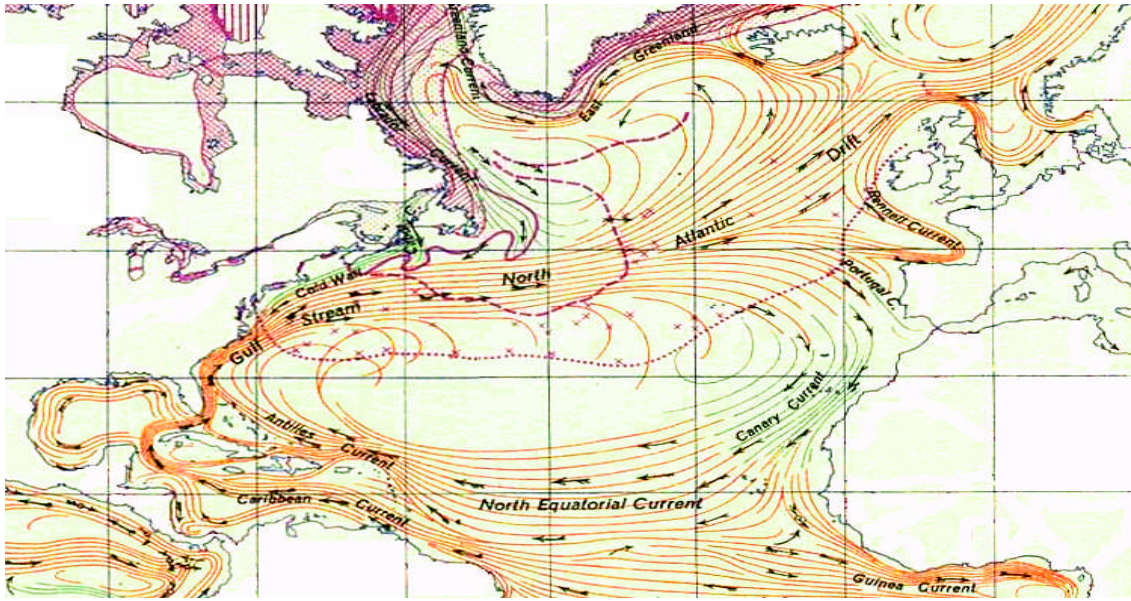 Greenland
Greenland Current
East
Labrador
Current
Drift
Rennell Current
Atlantic
North
Portugal C.
Cold Wall
Stream
Gulf
Canary Current
Antilles
Current
Caribbean
Current
North Equatorial Current
Guinea Current